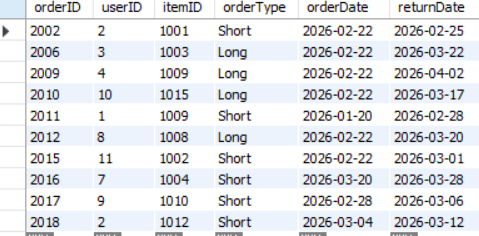 orderID userID itemID orderType orderDate returnDate
2002 2 1001 Short 2026-02-22 2026-02-25
2006 3 1003 Long 2026-02-22 2026-03-22
2009 4 1009 Long 2026-02-22 2026-04-02
2010 10 1015 Long 2026-02-22 2026-03-17
2011 1 1009 Short 2026-01-20 2026-02-28
2012 8 1008 Long 2026-02-22 2026-03-20
2015 11 1002 Short 2026-02-22 2026-03-01
2016 7 1004 Short 2026-03-20 2026-03-28
2017 9 1010 Short 2026-02-28 2026-03-06
2018 2 1012 Short 2026-03-04 2026-03-12